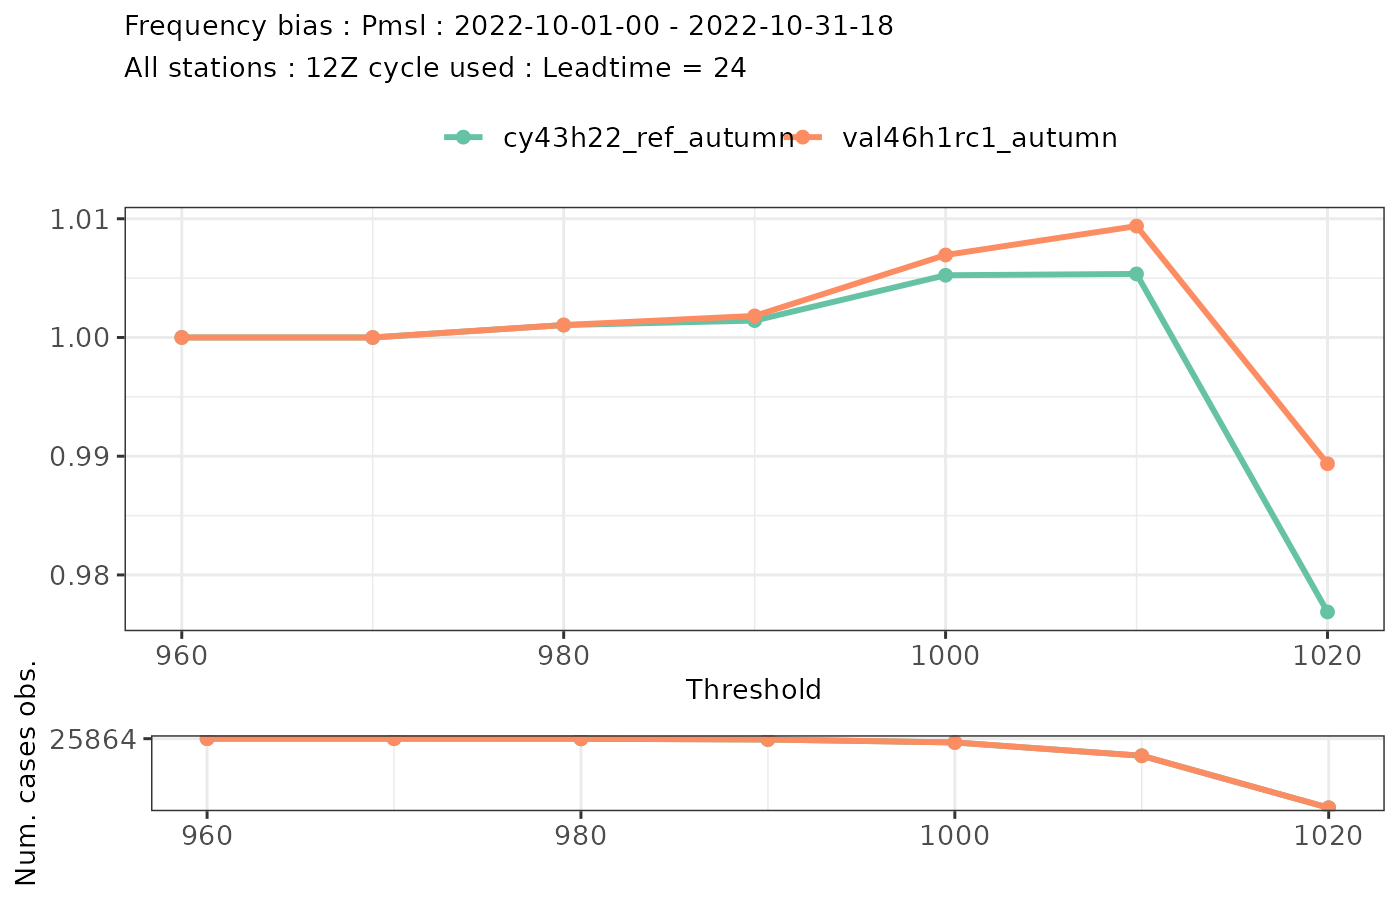 Frequency bias : Pmsl : 2022-10-01-00 - 2022-10-31-18
All stations : 12Z cycle used : Leadtime = 24
cy43h22_ref_autumn val46h1rc1_autumn
1.01
1.00
0.99
0.98
960 980 1000 1020
Threshold
Num. cases obs.
25864
960 980 1000 1020